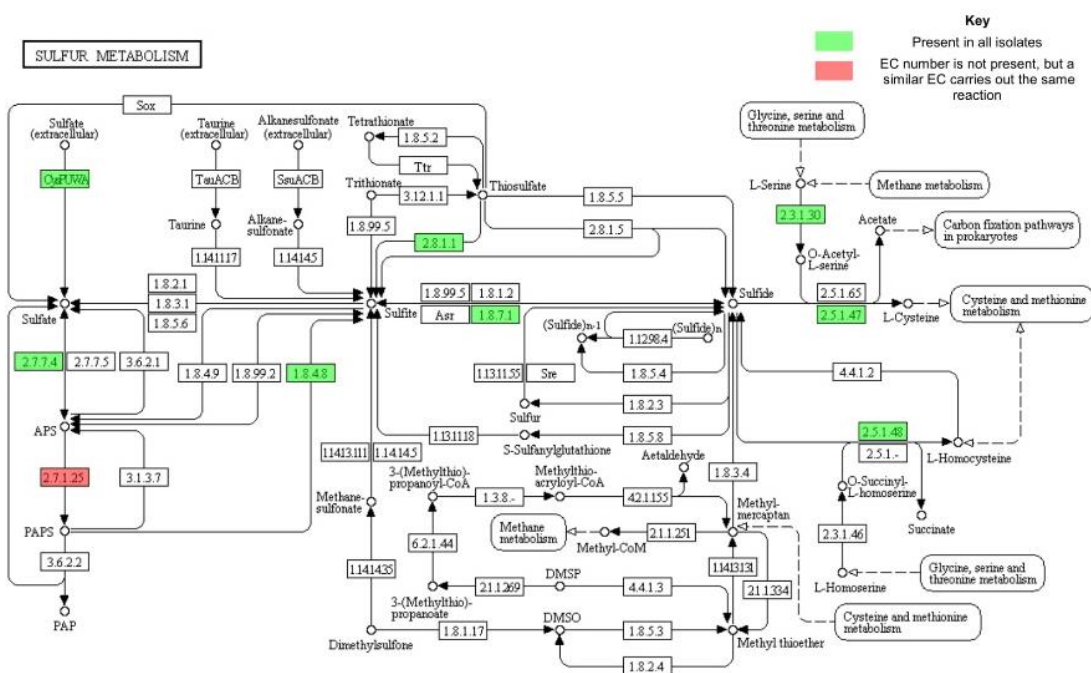 Key
Present in all isolates
EC number is not present, but a
similar EC carries out the same
reaction
SULFUR METABOLISM
Sox
Sulfate
(extracellular)
Taurine
(extracellular)
Alkanesulfonate
(extracellular)
Tetrathionate
1.8.5.2
Ttr
Trithionate
3.12.1.1
Thiosulfate
1.8.5.5
Glycine, serine and
threonine metabolism
L-Serine
Methane metabolism
CysPUWA
TauACB
SsuACB
1.8.99.5
2.8.1.1
2.8.1.5
2.3.1.30
Acetate
Carbon fixation pathways
in prokaryotes
Taurine
Alkane-
sulfonate
O-Acetyl-
L-serine
1.14.11.17
1.14.14.5
1.8.2.1
1.8.3.1
1.8.5.6
Sulfate
Sulfite
1.8.99.5
1.8.1.2
Asr
1.8.7.1
Sulfide
2.5.1.65
2.5.1.47
L-Cysteine
Cysteine and methionine
metabolism
(Sulfide)n-1
(Sulfide)n
1.12.98.4
2.7.7.4
2.7.7.5
3.6.2.1
1.8.4.9
1.8.99.2
1.8.4.8
1.13.11.55
Sre
1.8.5.4
4.4.1.2
1.8.2.3
Sulfur
APS
1.13.11.18
S-Sulfanylglutathione
1.8.5.8
2.5.1.48
2.5.1.-
L-Homocysteine
2.7.1.25
3.1.3.7
1.14.13.111
1.14.14.5
3-(Methylthio)-
propanoyl-CoA
Methylthio-
acryloyl-CoA
Aetaldehyde
1.8.3.4
O-Succinyl-
L-homoserine
Succinate
1.3.8.-
4.2.1.155
Methane-
sulfonate
Methyl-
mercaptan
PAPS
Methane
metabolism
Methyl-CoM
2.1.1.251
2.3.1.46
6.2.1.44
3.6.2.2
1.14.14.35
1.14.13.131
2.1.1.334
L-Homoserine
Glycine, serine and
threonine metabolism
2.1.1.269
DMSP
4.4.1.3
3-(Methylthio)-
propanoate
PAP
DMSO
Cysteine and methionine
metabolism
Dimethylsulfone
1.8.1.17
1.8.5.3
Methyl thioether
1.8.2.4